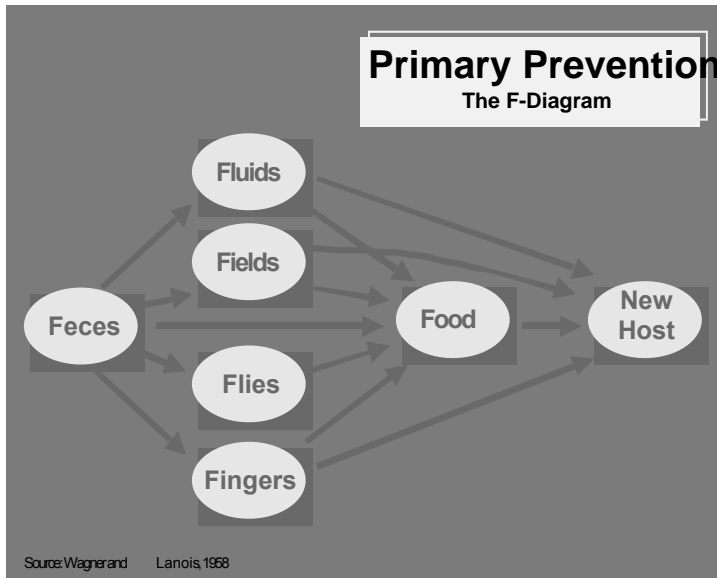 Primary Prevention
The F-Diagram
Fluids
Fields
Feces
Food
New
Host
Flies
Fingers
Source: Wagner and Lanois, 1958